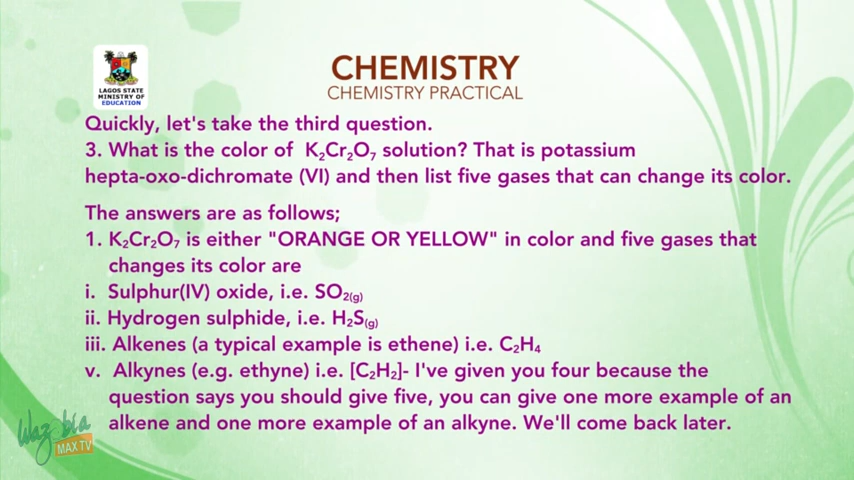 LAGOS STATE
MINISTRY OF
EDUCATION
CHEMISTRY
CHEMISTRY PRACTICAL
Quickly, let's take the third question.
3. What is the color of K₂Cr₂O₇ solution? That is potassium
hepta-oxo-dichromate (VI) and then list five gases that can change its color.
The answers are as follows;
1. K₂Cr₂O₇ is either "ORANGE OR YELLOW" in color and five gases that
changes its color are
i. Sulphur(IV) oxide, i.e. SO₂₍g₎
ii. Hydrogen sulphide, i.e. H₂S₍g₎
iii. Alkenes (a typical example is ethene) i.e. C₂H₄
v. Alkynes (e.g. ethyne) i.e. [C₂H₂]- I've given you four because the
question says you should give five, you can give one more example of an
alkene and one more example of an alkyne. We'll come back later.
Wazobia
MAX TV